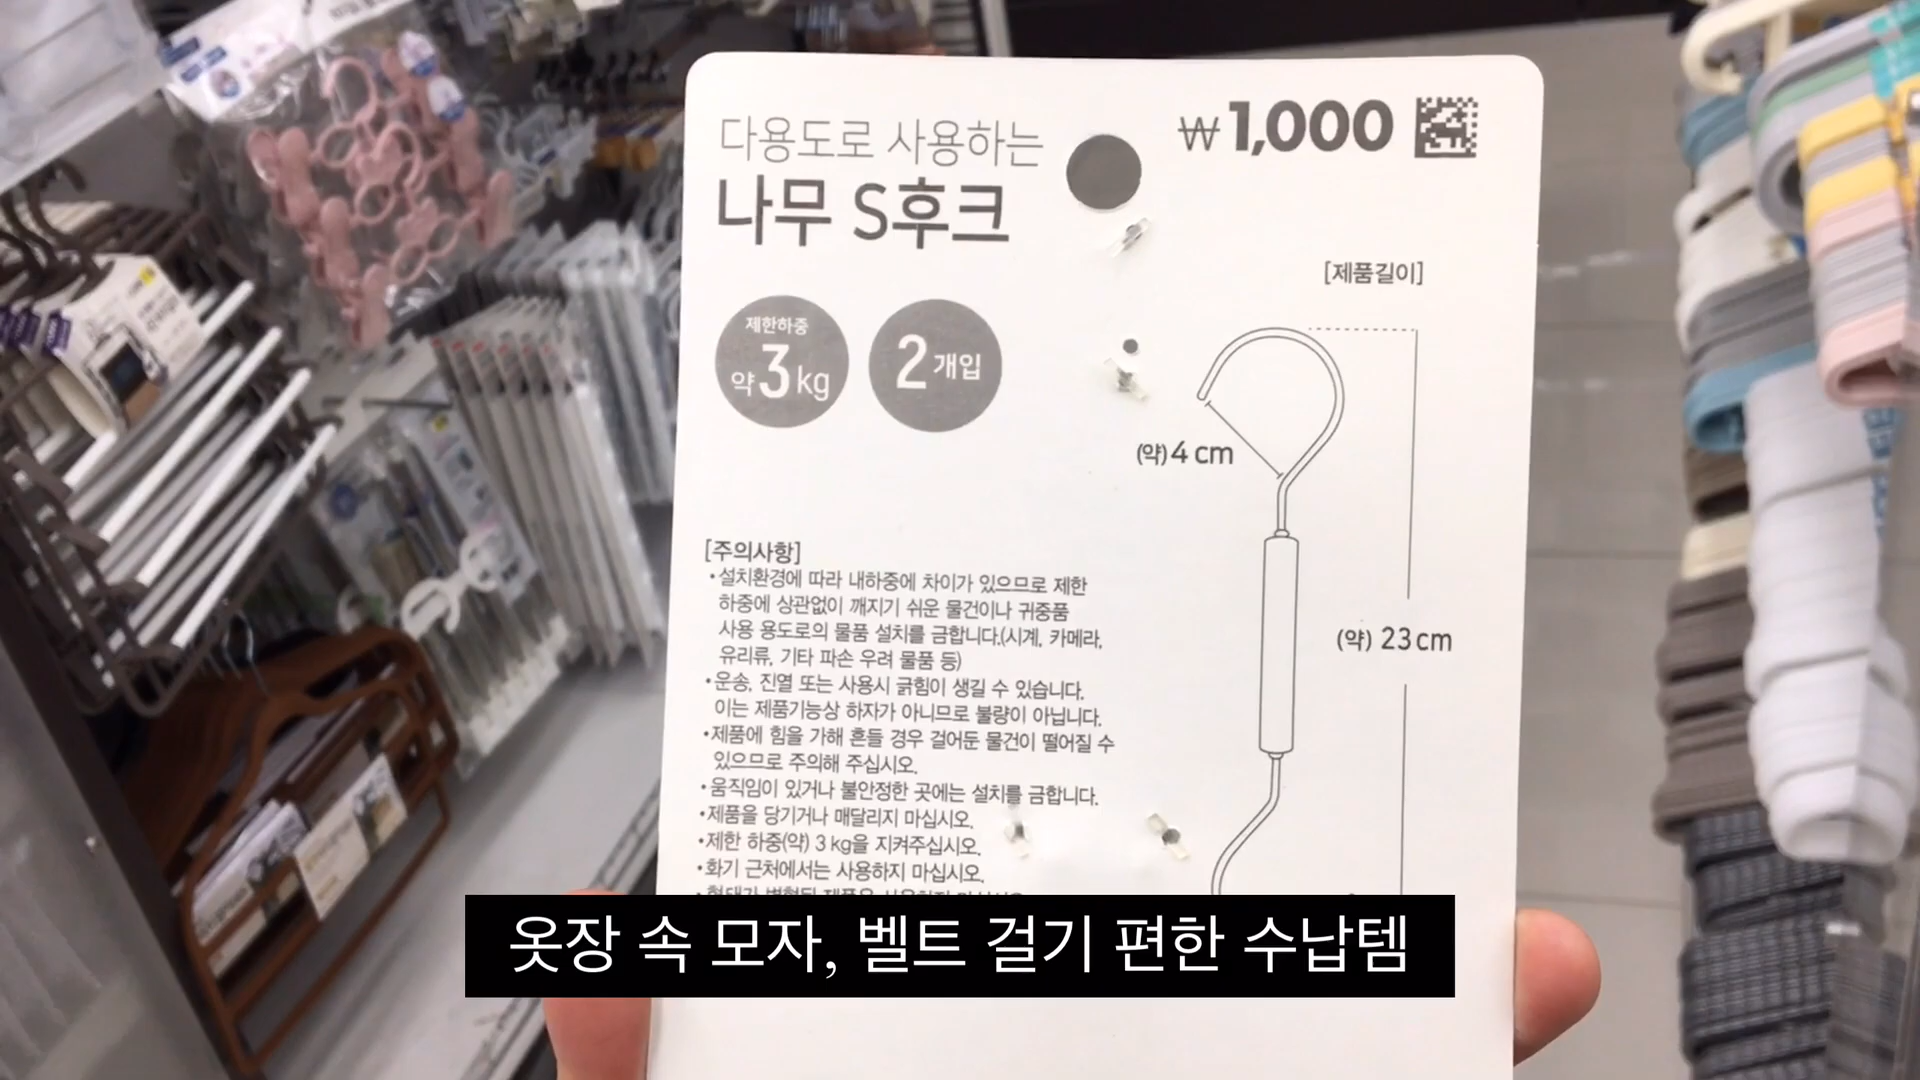 다용도로 사용하는
나무 S후크
₩1,000
제한하중
약 3kg
2개입
[제품길이]
(약)4 cm
(약) 23cm
[주의사항]
•설치환경에 따라 내하중에 차이가 있으므로 제한
하중에 상관없이 깨지기 쉬운 물건이나 귀중품
사용 용도로의 물품 설치를 금합니다.(시계, 카메라,
유리류, 기타 파손 우려 물품 등)
•운송, 진열 또는 사용시 긁힘이 생길 수 있습니다.
이는 제품기능상 하자가 아니므로 불량이 아닙니다.
•제품에 힘을 가해 흔들 경우 걸어둔 물건이 떨어질 수
있으므로 주의해 주십시오.
•움직임이 있거나 불안정한 곳에는 설치를 금합니다.
•제품을 당기거나 매달리지 마십시오.
•제한 하중(약) 3kg을 지켜주십시오.
•화기 근처에서는 사용하지 마십시오.
옷장 속 모자, 벨트 걸기 편한 수납템